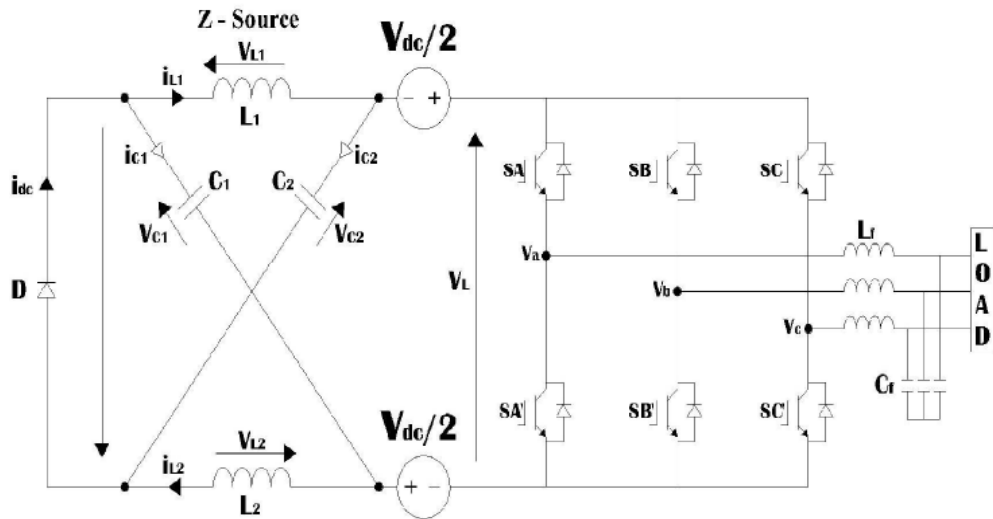 Z - Source
Vdc/2
VL1
iL1
L1
- +
iC1
iC2
C1
C2
idc
VC1
VC2
D
VL
SA
SB
SC
Va
Vb
Vc
Lf
LOAD
Cf
SA'
SB'
SC'
VL2
iL2
L2
Vdc/2
+ -